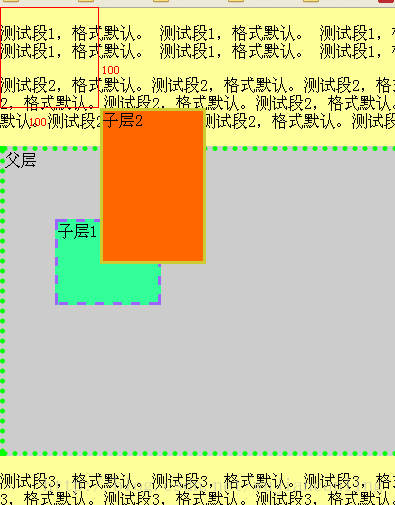 测试段1，格式默认。 测试段1，格式默认。 测试段1，格
测试段1，格式默认。 测试段1，格式默认。 测试段1，格
100
测试段2，格式默认。测试段2，格式默认。测试段2，
2，格式默认。测试段2，格式默认。测试段2，格式默
默认。测试段2 测试段2，格式默认。测试段
100
子层2
父层
子层1
测试段3，格式默认。测试段3，格式默认。测试段3，
3，格式默认。测试段3，格式默认。测试段3，格式默